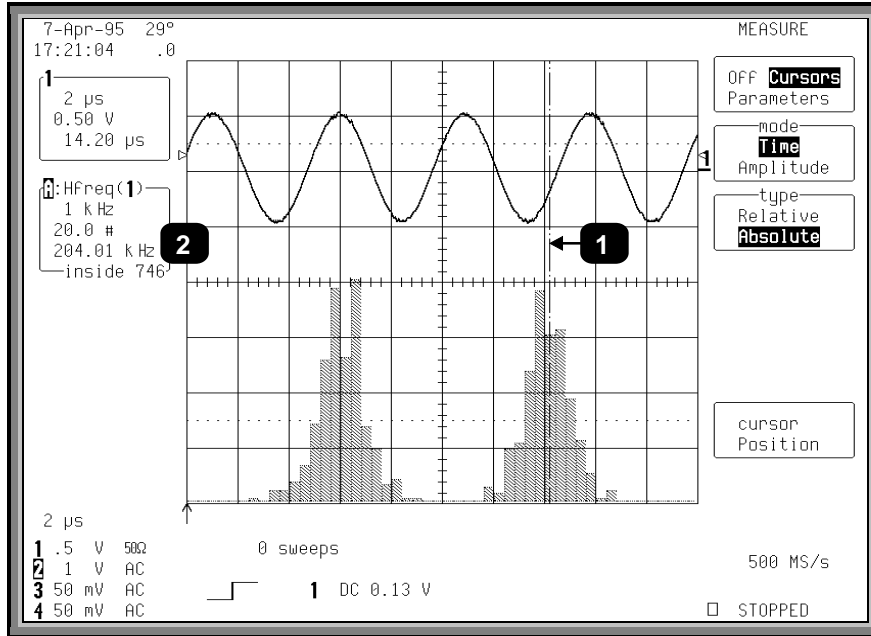 7-Apr-95 29°
17:21:04 .0
1
2 µs
0.50 V
14.20 µs
A:Hfreq(1)
1 kHz
20.0 #
204.01 kHz
inside 746
2
1
1
MEASURE
Off Cursors
Parameters
mode
Time
Amplitude
type
Relative
Absolute
cursor
Position
2 µs
1 .5 V 50Ω
2 1 V AC
3 50 mV AC
4 50 mV AC
0 sweeps
1 DC 0.13 V
500 MS/s
STOPPED